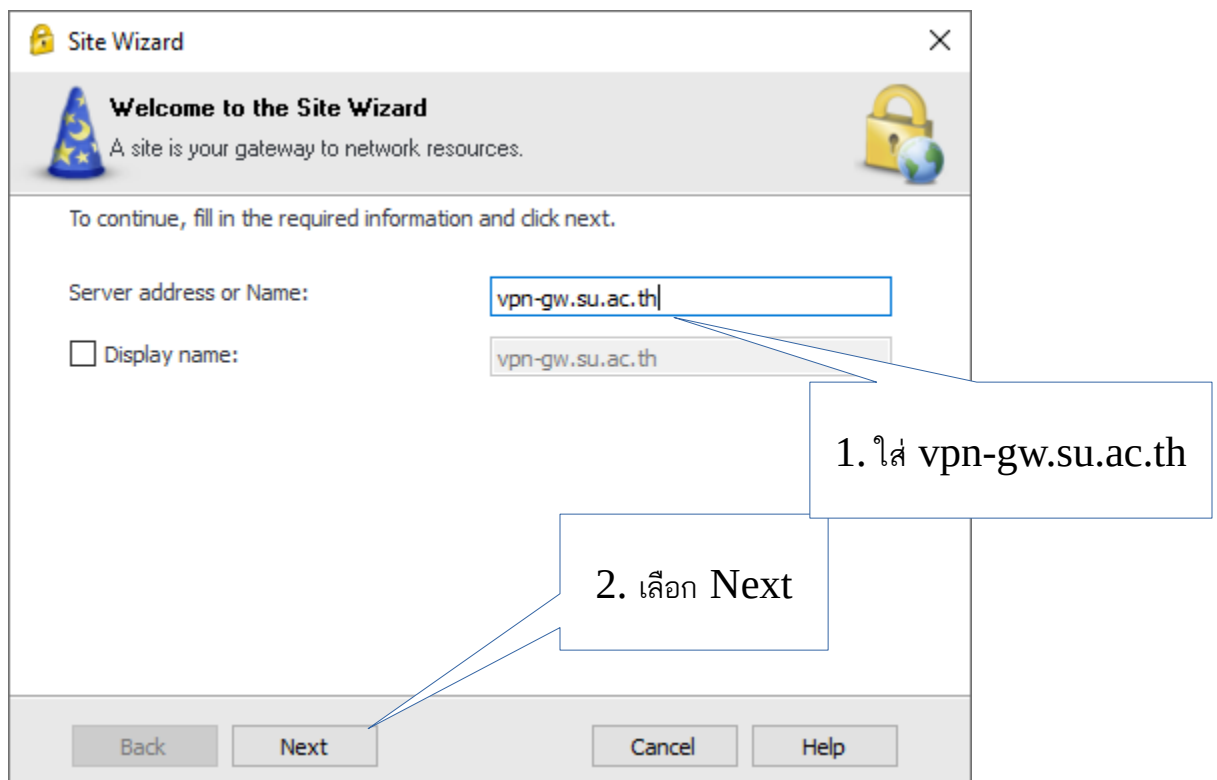 Site Wizard
Welcome to the Site Wizard
A site is your gateway to network resources.
To continue, fill in the required information and click next.
Server address or Name: vpn-gw.su.ac.th
Display name: vpn-gw.su.ac.th
1. ใส่ vpn-gw.su.ac.th
2. เลือก Next
Back Next Cancel Help